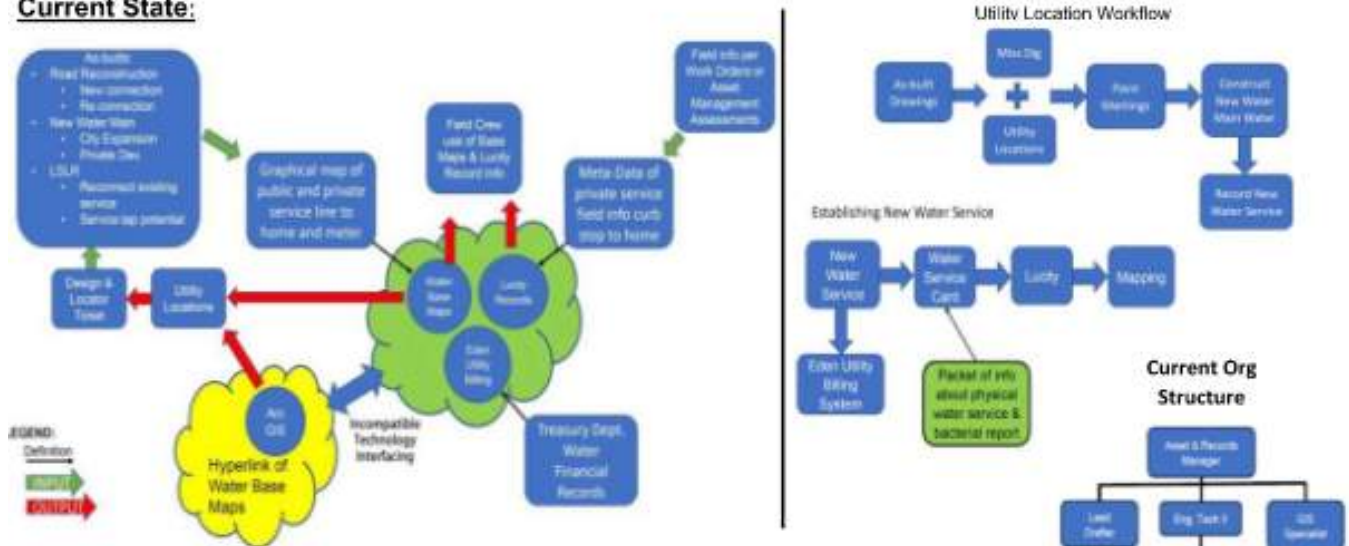 Current State:
As-builts
• Road Reconstruction
• New connection
• Re-connection
• New Water Main
• City Expansion
• Private Dev
• LSLR
• Reconnect existing
service
• Service tap potential
Graphical map of
public and private
service line to
home and meter
Field Crew
use of Base
Maps & Lucity
Record Info
Field Info per
Work Orders or
Asset
Management
Assessments
Meta-Data of
private service
field info curb
stop to home
Design &
Locator
Ticket
Utility
Locations
Water
Base
Maps
Lucity
Records
Eden
Utility
Billing
Arc
GIS
Hyperlink of
Water Base
Maps
Incompatible
Technology
Interfacing
Treasury Dept,
Water
Financial
Records
LEGEND:
Definition
INPUT
OUTPUT
Utility Location Workflow
As-built
Drawings
Miss Dig
Utility
Locations
Paint
Markings
Construct
New Water
Main Water
Record New
Water Service
Establishing New Water Service
New
Water
Service
Water
Service
Card
Lucity
Mapping
Eden Utility
Billing
System
Packet of info
about physical
water service &
bacterial report
Current Org
Structure
Asset & Records
Manager
Lead
Drafter
Eng. Tech II
GIS
Specialist